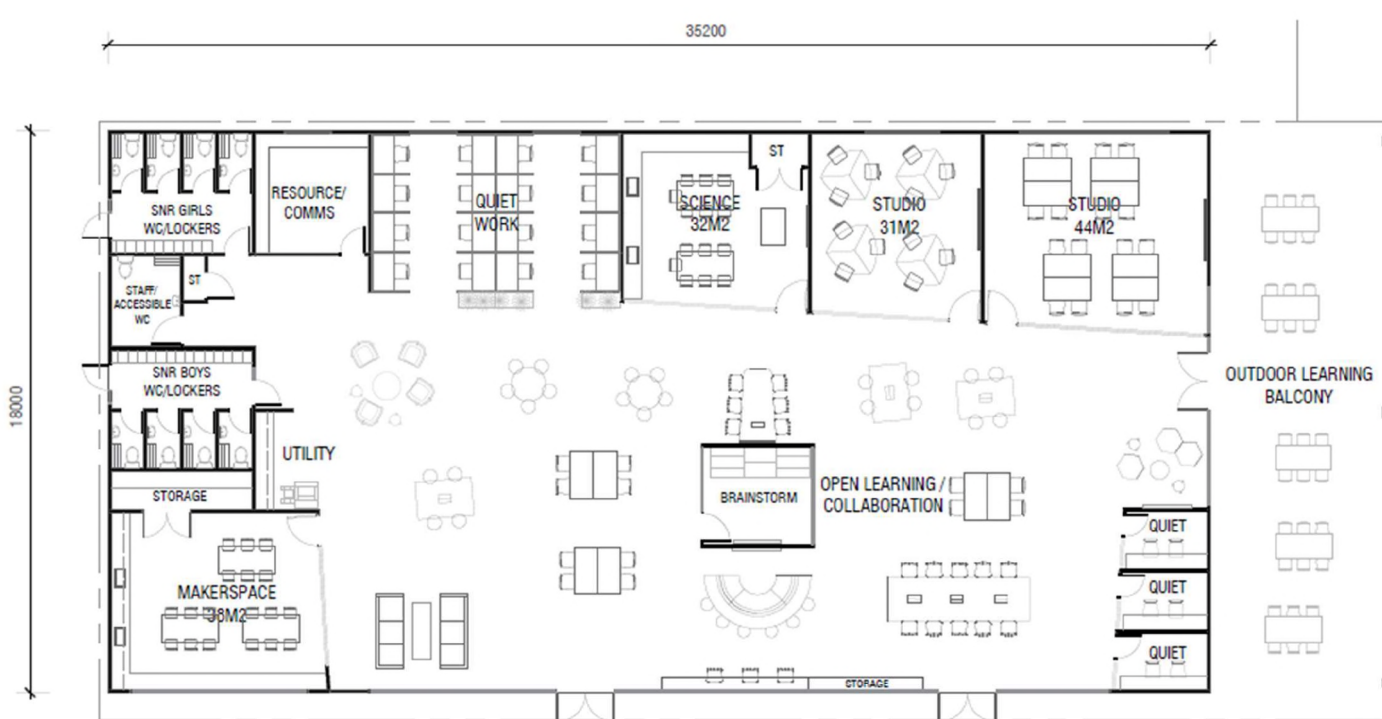 35200
18000
SNR GIRLS
WC/LOCKERS
RESOURCE/
COMMS
QUIET
WORK
SCIENCE
32M2
ST
STUDIO
31M2
STUDIO
44M2
STAFF/
ACCESSIBLE
WC
ST
SNR BOYS
WC/LOCKERS
OUTDOOR LEARNING
BALCONY
UTILITY
STORAGE
BRAINSTORM
OPEN LEARNING /
COLLABORATION
QUIET
MAKERSPACE
38M2
QUIET
QUIET
STORAGE